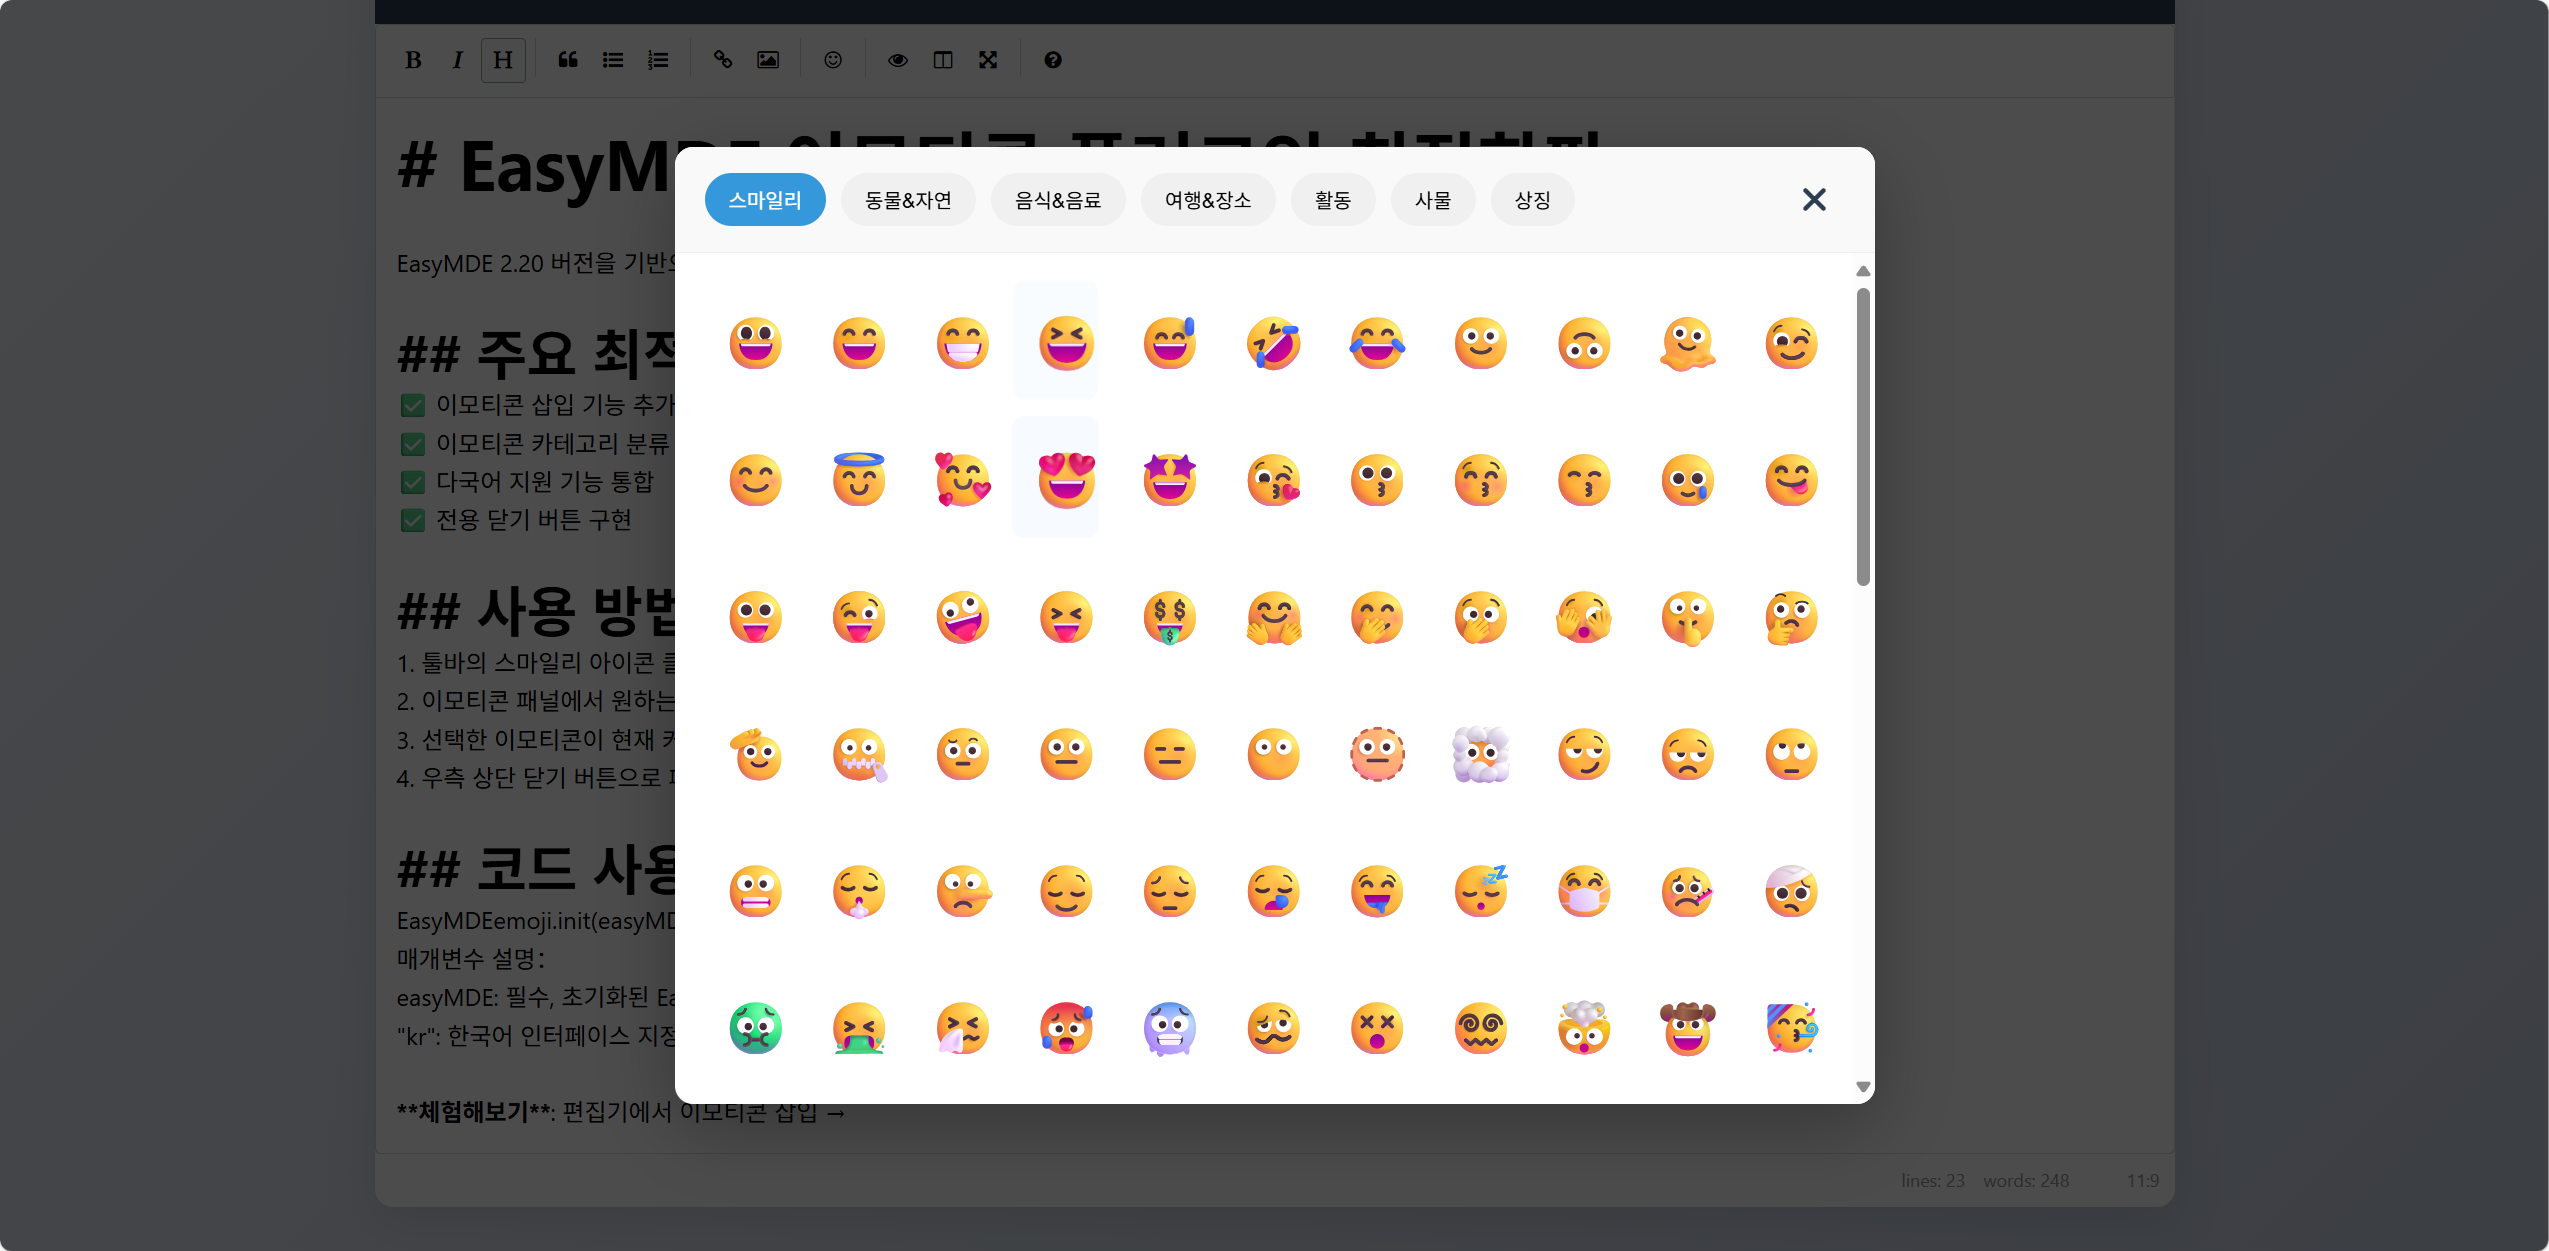 B I H
# EasyM
스마일리 동물&자연 음식&음료 여행&장소 활동 사물 상징
EasyMDE 2.20 버전을 기반
## 주요 최적
✅ 이모티콘 삽입 기능 추가
✅ 이모티콘 카테고리 분류
✅ 다국어 지원 기능 통합
✅ 전용 닫기 버튼 구현
## 사용 방법
1. 툴바의 스마일리 아이콘
2. 이모티콘 패널에서 원하는
3. 선택한 이모티콘이 현재
4. 우측 상단 닫기 버튼으로
## 코드 사용
EasyMDEemoji.init(easyMD
매개변수 설명：
easyMDE: 필수, 초기화된 Ea
"kr": 한국어 인터페이스 지정
**체험해보기**: 편집기에서 이모티콘 삽입 →
lines: 23 words: 248 11:9